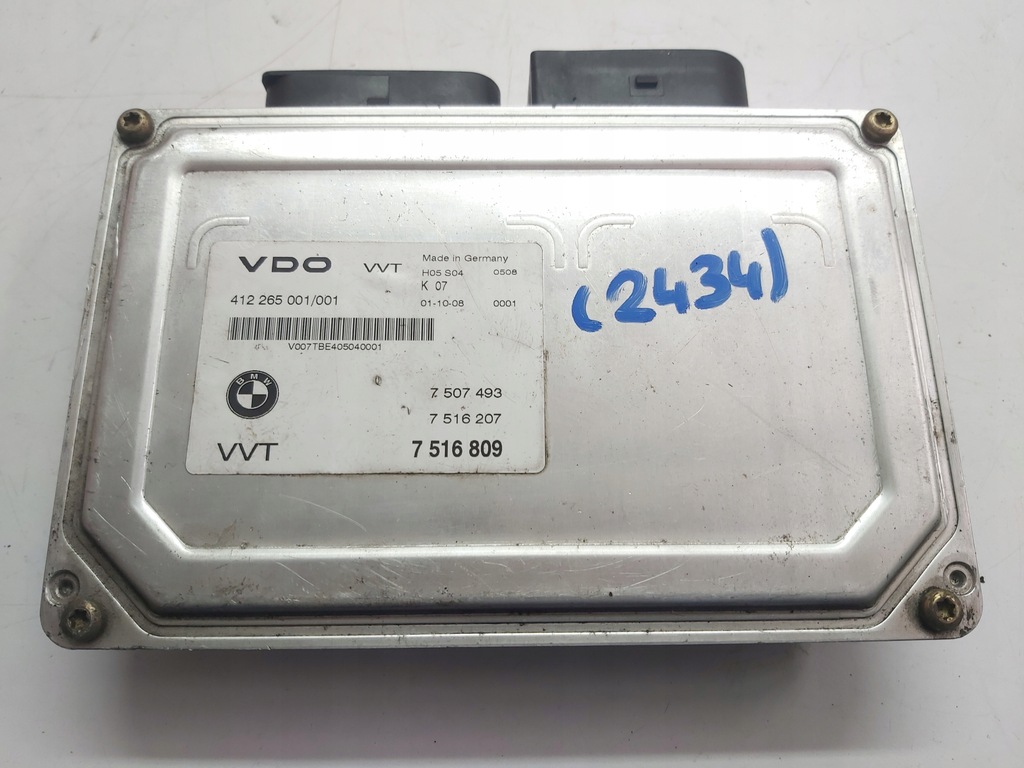 VDO VVT Made in Germany
H05 S04 0508
K 07
412 265 001/001 01-10-08 0001
V007TBE405040001
BMW
7 507 493
7 516 207
VVT 7 516 809
(2434)